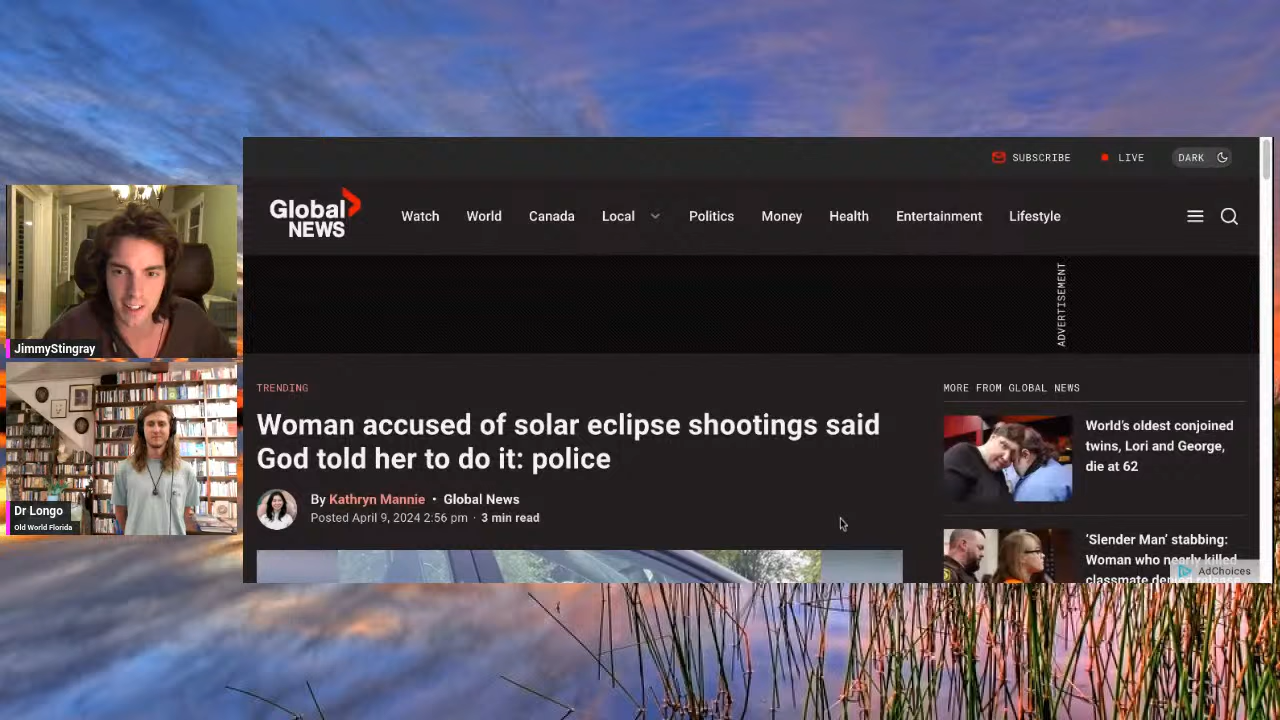 SUBSCRIBE
LIVE
DARK
Global
NEWS
Watch
World
Canada
Local
Politics
Money
Health
Entertainment
Lifestyle
ADVERTISEMENT
JimmyStingray
Dr Longo
Old World Florida
TRENDING
Woman accused of solar eclipse shootings said
God told her to do it: police
By Kathryn Mannie • Global News
Posted April 9, 2024 2:56 pm · 3 min read
MORE FROM GLOBAL NEWS
World's oldest conjoined
twins, Lori and George,
die at 62
'Slender Man' stabbing:
Woman who nearly killed
classmate denied release
AdChoices